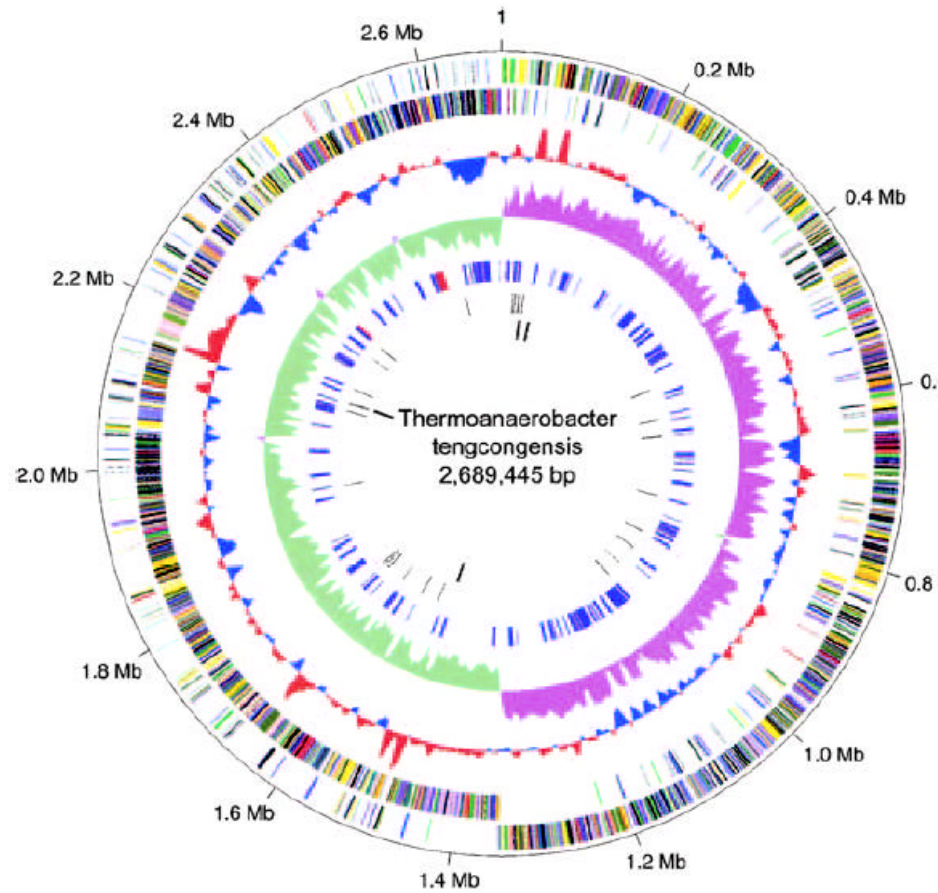 1
0.2 Mb
0.4 Mb
0.
0.8
1.0 Mb
1.2 Mb
1.4 Mb
1.6 Mb
1.8 Mb
2.0 Mb
2.2 Mb
2.4 Mb
2.6 Mb
Thermoanaerobacter
tengcongensis
2,689,445 bp